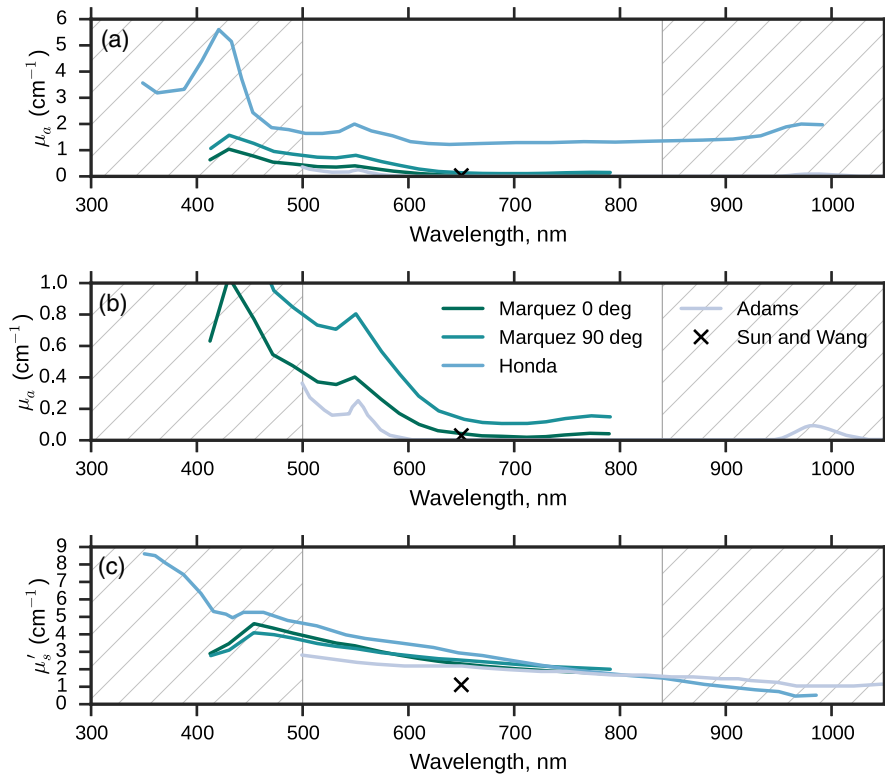 (a)
6
5
4
3
2
1
0
μₐ (cm⁻¹)
300 400 500 600 700 800 900 1000
Wavelength, nm
(b)
1.0
0.8
0.6
0.4
0.2
0.0
μₐ (cm⁻¹)
Marquez 0 deg
Marquez 90 deg
Honda
Adams
Sun and Wang
300 400 500 600 700 800 900 1000
Wavelength, nm
(c)
9
8
7
6
5
4
3
2
1
0
μₛ′ (cm⁻¹)
300 400 500 600 700 800 900 1000
Wavelength, nm